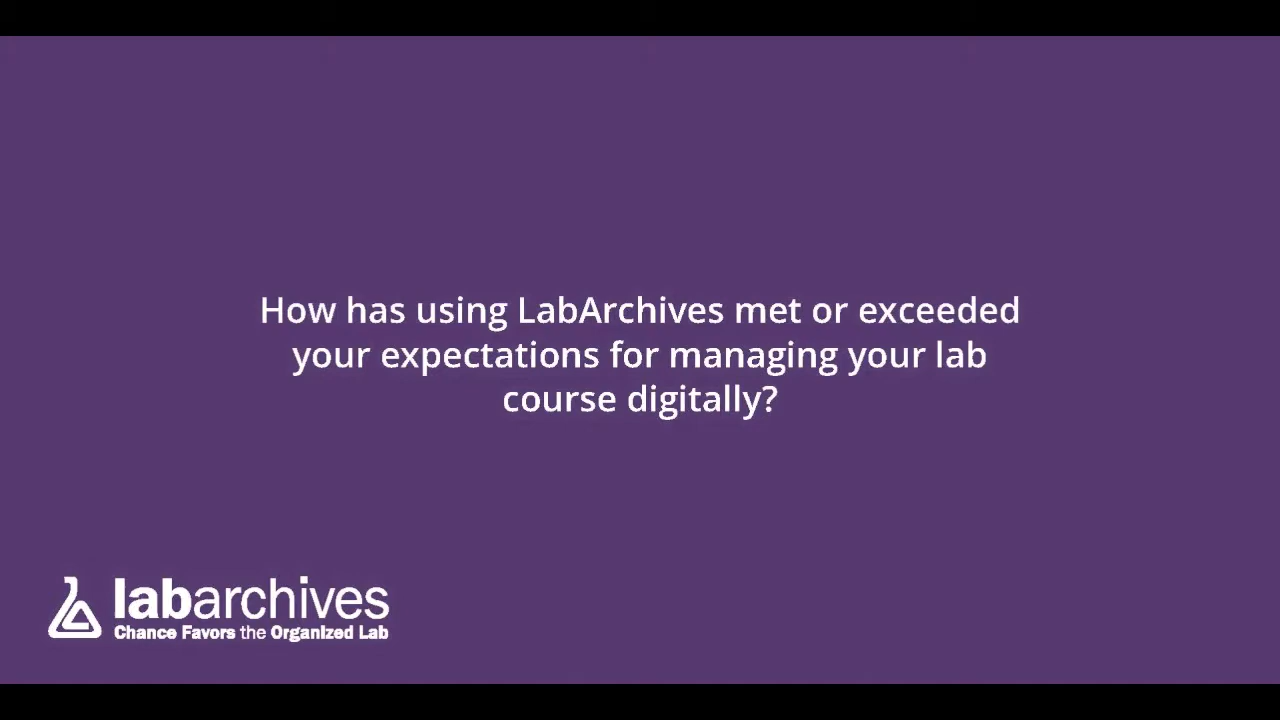 How has using LabArchives met or exceeded
your expectations for managing your lab
course digitally?
labarchives
Chance Favors the Organized Lab